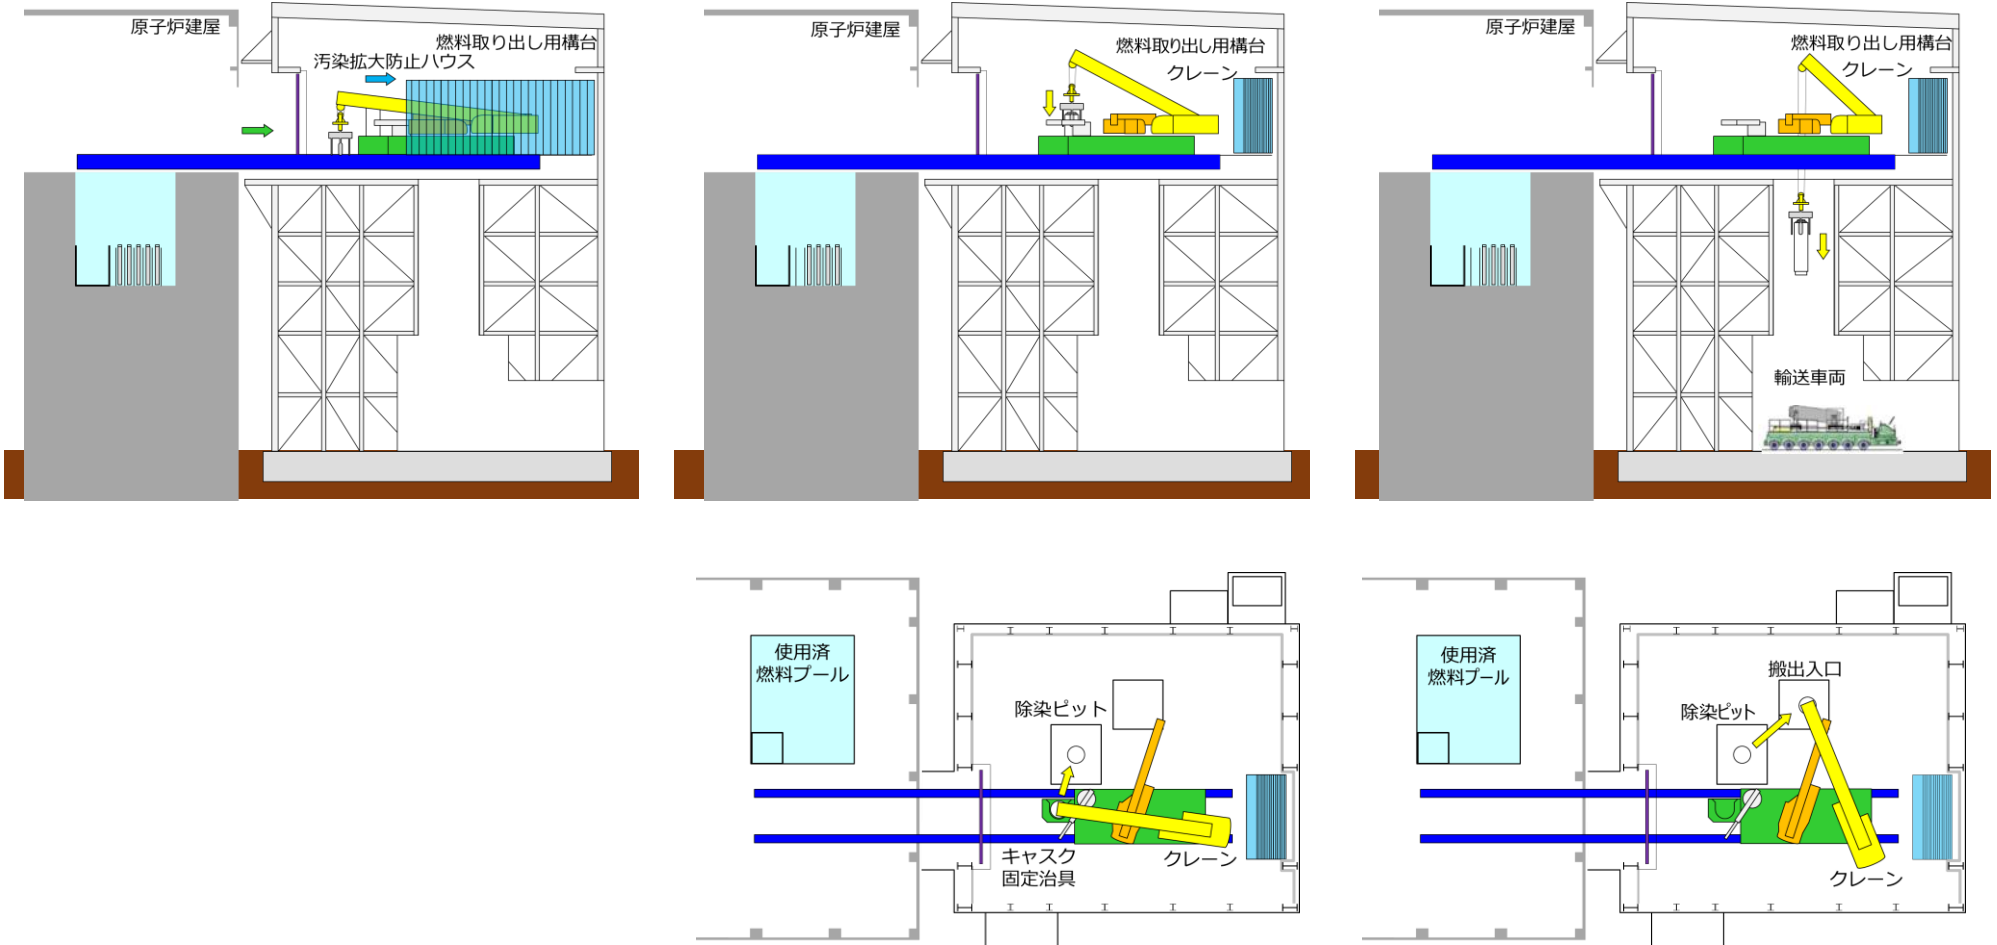 原子炉建屋
燃料取り出し用構台
汚染拡大防止ハウス
原子炉建屋
燃料取り出し用構台
クレーン
原子炉建屋
燃料取り出し用構台
クレーン
輸送車両
使用済
燃料プール
除染ピット
キャスク
固定治具
クレーン
使用済
燃料プール
搬出入口
除染ピット
クレーン